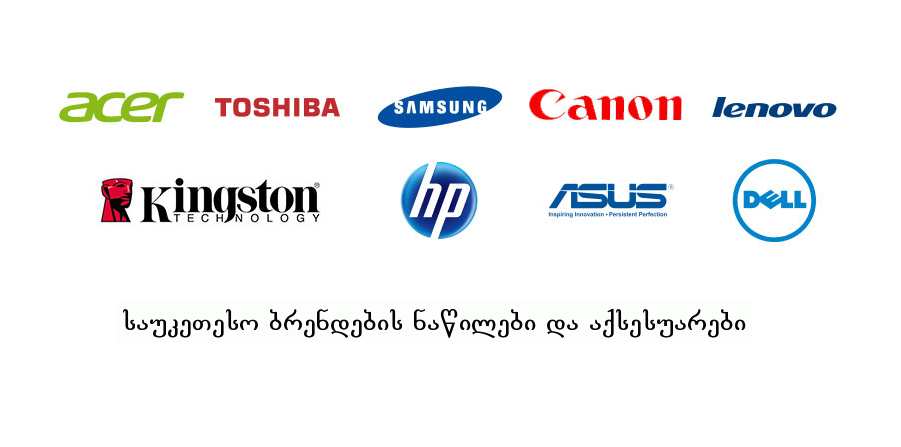 acer TOSHIBA SAMSUNG Canon lenovo
Kingston® hp ASUS® DELL
TECHNOLOGY Inspiring Innovation • Persistent Perfection
საუკეთესო ბრენდების ნაწილები და აქსესუარები